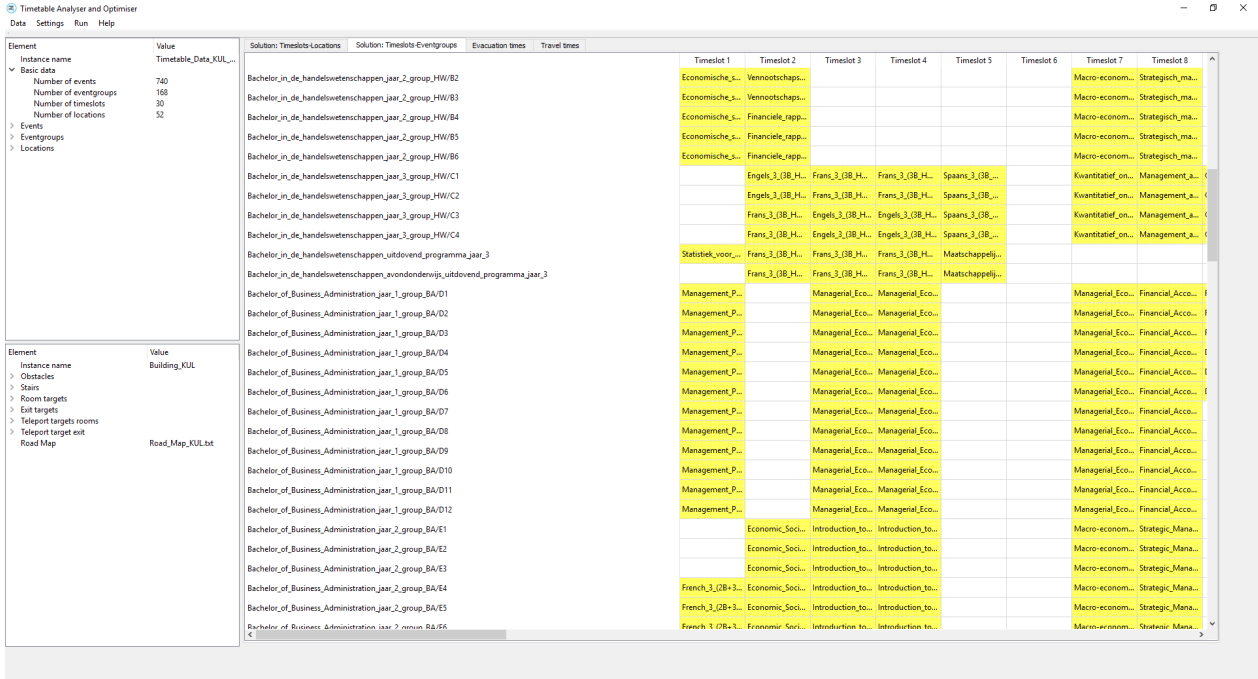 Timetable Analyser and Optimiser
Data Settings Run Help
Element Value
Instance name Timetable_Data_KUL_...
Basic data
Number of events 740
Number of eventgroups 168
Number of timeslots 30
Number of locations 52
Events
Eventgroups
Locations
Element Value
Instance name Building_KUL
Obstacles
Stairs
Room targets
Exit targets
Teleport targets rooms
Teleport target exit
Road Map Road_Map_KUL.txt
Solution: Timeslots-Locations Solution: Timeslots-Eventgroups Evacuation times Travel times
Timeslot 1 Timeslot 2 Timeslot 3 Timeslot 4 Timeslot 5 Timeslot 6 Timeslot 7 Timeslot 8
Bachelor_in_de_handelswetenschappen_jaar_2_group_HW/B2 Economische_s... Vennootschaps... Macro-econom... Strategisch_ma...
Bachelor_in_de_handelswetenschappen_jaar_2_group_HW/B3 Economische_s... Vennootschaps... Macro-econom... Strategisch_ma...
Bachelor_in_de_handelswetenschappen_jaar_2_group_HW/B4 Economische_s... Financiele_rapp... Macro-econom... Strategisch_ma...
Bachelor_in_de_handelswetenschappen_jaar_2_group_HW/B5 Economische_s... Financiele_rapp... Macro-econom... Strategisch_ma...
Bachelor_in_de_handelswetenschappen_jaar_2_group_HW/B6 Economische_s... Financiele_rapp... Macro-econom... Strategisch_ma...
Bachelor_in_de_handelswetenschappen_jaar_3_group_HW/C1 Engels_3_(3B_H... Frans_3_(3B_H... Frans_3_(3B_H... Spaans_3_(3B_... Kwantitatief_on... Management_a...
Bachelor_in_de_handelswetenschappen_jaar_3_group_HW/C2 Engels_3_(3B_H... Frans_3_(3B_H... Frans_3_(3B_H... Spaans_3_(3B_... Kwantitatief_on... Management_a...
Bachelor_in_de_handelswetenschappen_jaar_3_group_HW/C3 Frans_3_(3B_H... Engels_3_(3B_H... Engels_3_(3B_H... Spaans_3_(3B_... Kwantitatief_on... Management_a...
Bachelor_in_de_handelswetenschappen_jaar_3_group_HW/C4 Frans_3_(3B_H... Engels_3_(3B_H... Engels_3_(3B_H... Spaans_3_(3B_... Kwantitatief_on... Management_a...
Bachelor_in_de_handelswetenschappen_uitdovend_programma_jaar_3 Statistiek_voor_... Frans_3_(3B_H... Frans_3_(3B_H... Frans_3_(3B_H... Maatschappelij...
Bachelor_in_de_handelswetenschappen_avondonderwijs_uitdovend_programma_jaar_3 Frans_3_(3B_H... Frans_3_(3B_H... Frans_3_(3B_H... Maatschappelij...
Bachelor_of_Business_Administration_jaar_1_group_BA/D1 Management_P... Managerial_Eco... Managerial_Eco... Managerial_Eco... Financial_Acco...
Bachelor_of_Business_Administration_jaar_1_group_BA/D2 Management_P... Managerial_Eco... Managerial_Eco... Managerial_Eco... Financial_Acco...
Bachelor_of_Business_Administration_jaar_1_group_BA/D3 Management_P... Managerial_Eco... Managerial_Eco... Managerial_Eco... Financial_Acco...
Bachelor_of_Business_Administration_jaar_1_group_BA/D4 Management_P... Managerial_Eco... Managerial_Eco... Managerial_Eco... Financial_Acco...
Bachelor_of_Business_Administration_jaar_1_group_BA/D5 Management_P... Managerial_Eco... Managerial_Eco... Managerial_Eco... Financial_Acco...
Bachelor_of_Business_Administration_jaar_1_group_BA/D6 Management_P... Managerial_Eco... Managerial_Eco... Managerial_Eco... Financial_Acco...
Bachelor_of_Business_Administration_jaar_1_group_BA/D7 Management_P... Managerial_Eco... Managerial_Eco... Managerial_Eco... Financial_Acco...
Bachelor_of_Business_Administration_jaar_1_group_BA/D8 Management_P... Managerial_Eco... Managerial_Eco... Managerial_Eco... Financial_Acco...
Bachelor_of_Business_Administration_jaar_1_group_BA/D9 Management_P... Managerial_Eco... Managerial_Eco... Managerial_Eco... Financial_Acco...
Bachelor_of_Business_Administration_jaar_1_group_BA/D10 Management_P... Managerial_Eco... Managerial_Eco... Managerial_Eco... Financial_Acco...
Bachelor_of_Business_Administration_jaar_1_group_BA/D11 Management_P... Managerial_Eco... Managerial_Eco... Managerial_Eco... Financial_Acco...
Bachelor_of_Business_Administration_jaar_1_group_BA/D12 Management_P... Managerial_Eco... Managerial_Eco... Managerial_Eco... Financial_Acco...
Bachelor_of_Business_Administration_jaar_2_group_BA/E1 Economic_Soci... Introduction_to... Introduction_to... Macro-econom... Strategic_Mana...
Bachelor_of_Business_Administration_jaar_2_group_BA/E2 Economic_Soci... Introduction_to... Introduction_to... Macro-econom... Strategic_Mana...
Bachelor_of_Business_Administration_jaar_2_group_BA/E3 Economic_Soci... Introduction_to... Introduction_to... Macro-econom... Strategic_Mana...
Bachelor_of_Business_Administration_jaar_2_group_BA/E4 French_3_(2B+3... Economic_Soci... Introduction_to... Introduction_to... Macro-econom... Strategic_Mana...
Bachelor_of_Business_Administration_jaar_2_group_BA/E5 French_3_(2B+3... Economic_Soci... Introduction_to... Introduction_to... Macro-econom... Strategic_Mana...
Bachelor_of_Business_Administration_jaar_2_group_BA/E6 French_3_(2B+3... Economic_Soci... Introduction_to... Introduction_to... Macro-econom... Strategic_Mana...